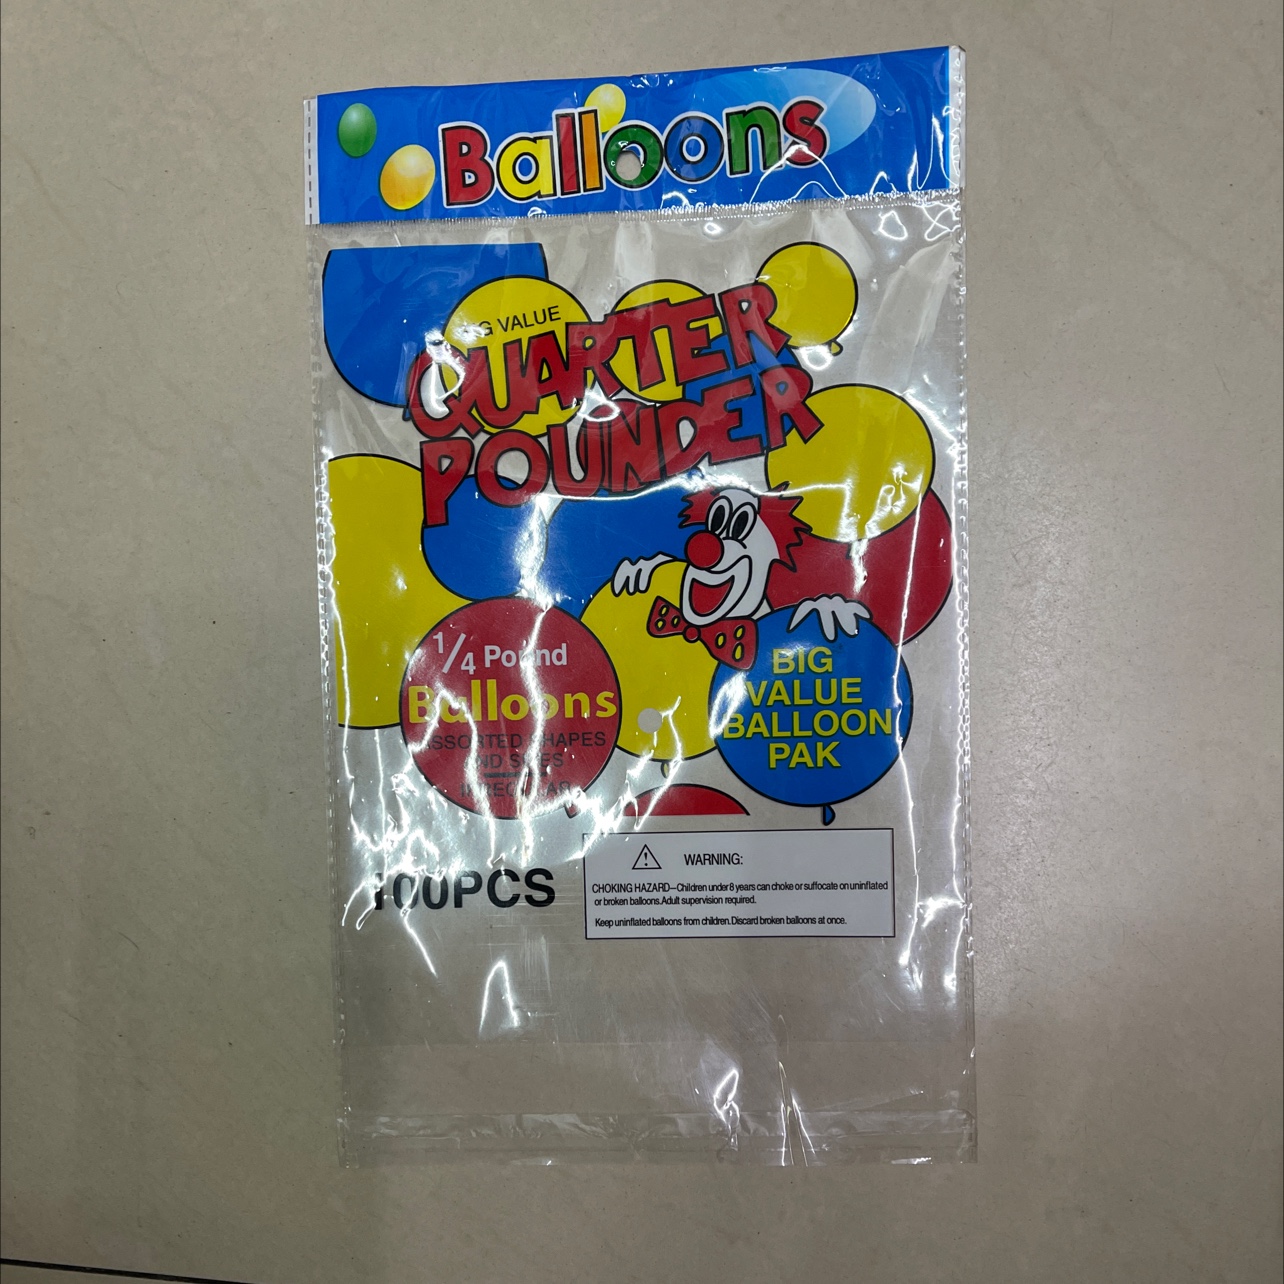 Balloons
BIG VALUE
QUARTER
POUNDER
1/4 Pound
Balloons
ASSORTED SHAPES
AND SIZES
IRREGULAR
BIG
VALUE
BALLOON
PAK
100PCS
WARNING:
CHOKING HAZARD—Children under 8 years can choke or suffocate on uninflated
or broken balloons.Adult supervision required.
Keep uninflated balloons from children.Discard broken balloons at once.